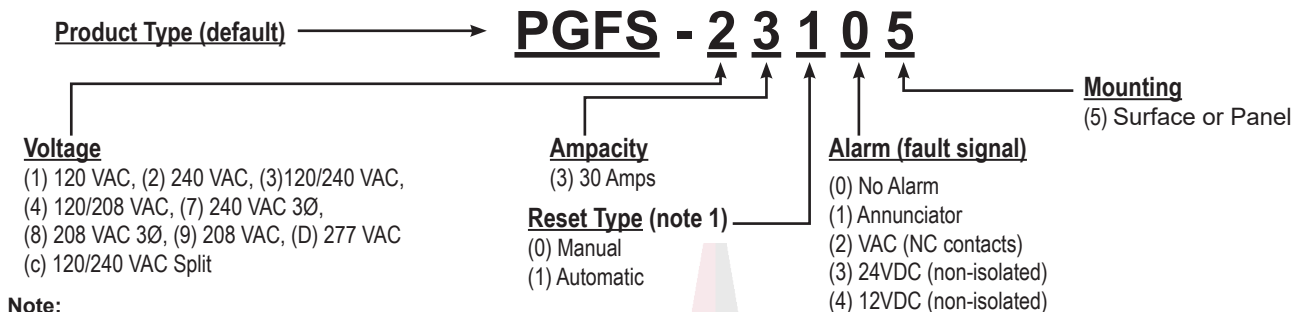 Product Type (default)
PGFS - 2 3 1 0 5
Mounting
(5) Surface or Panel
Voltage
(1) 120 VAC, (2) 240 VAC, (3)120/240 VAC,
(4) 120/208 VAC, (7) 240 VAC 3Ø,
(8) 208 VAC 3Ø, (9) 208 VAC, (D) 277 VAC
(c) 120/240 VAC Split
Ampacity
(3) 30 Amps
Reset Type (note 1)
(0) Manual
(1) Automatic
Alarm (fault signal)
(0) No Alarm
(1) Annunciator
(2) VAC (NC contacts)
(3) 24VDC (non-isolated)
(4) 12VDC (non-isolated)
Note: